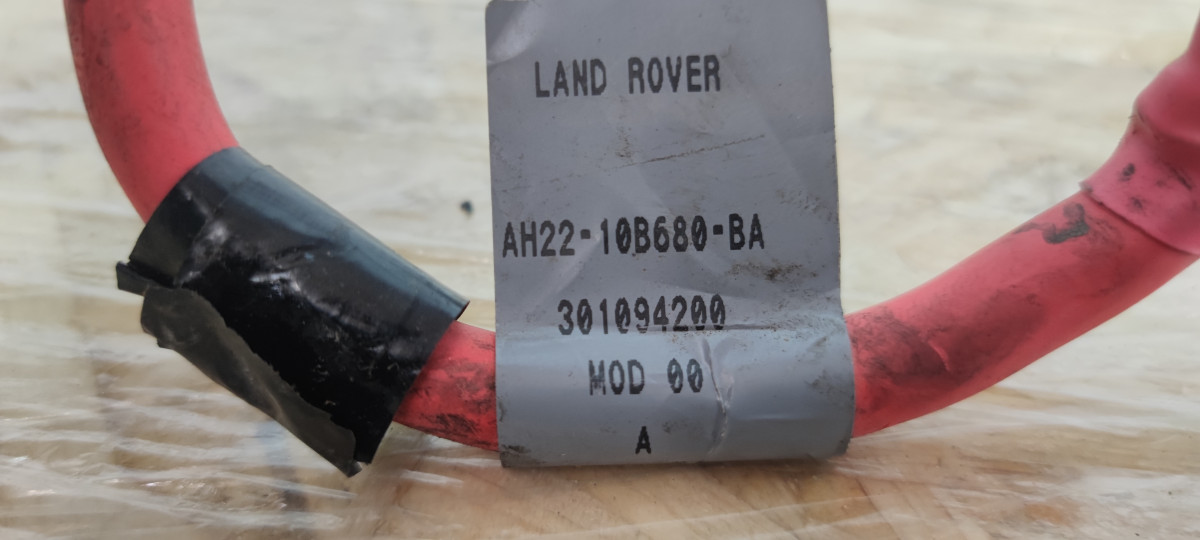 LAND ROVER
AH22-10B680-BA
301094200
MOD 00
A